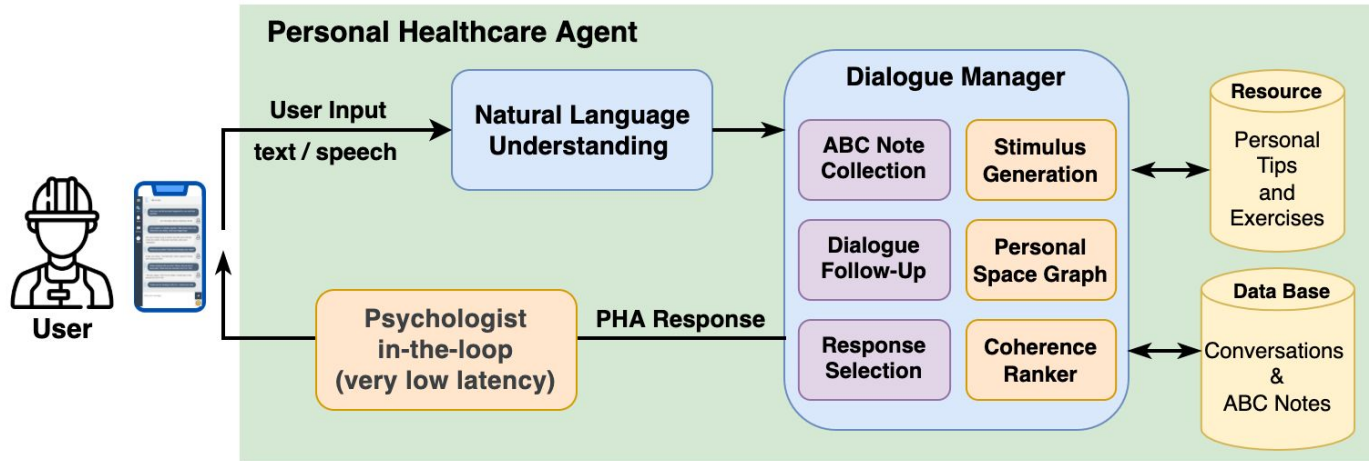 Personal Healthcare Agent
User Input
text / speech
Natural Language
Understanding
Dialogue Manager
ABC Note
Collection
Stimulus
Generation
Dialogue
Follow-Up
Personal
Space Graph
Response
Selection
Coherence
Ranker
Resource
Personal
Tips
and
Exercises
Data Base
Conversations
&
ABC Notes
PHA Response
Psychologist
in-the-loop
(very low latency)
User